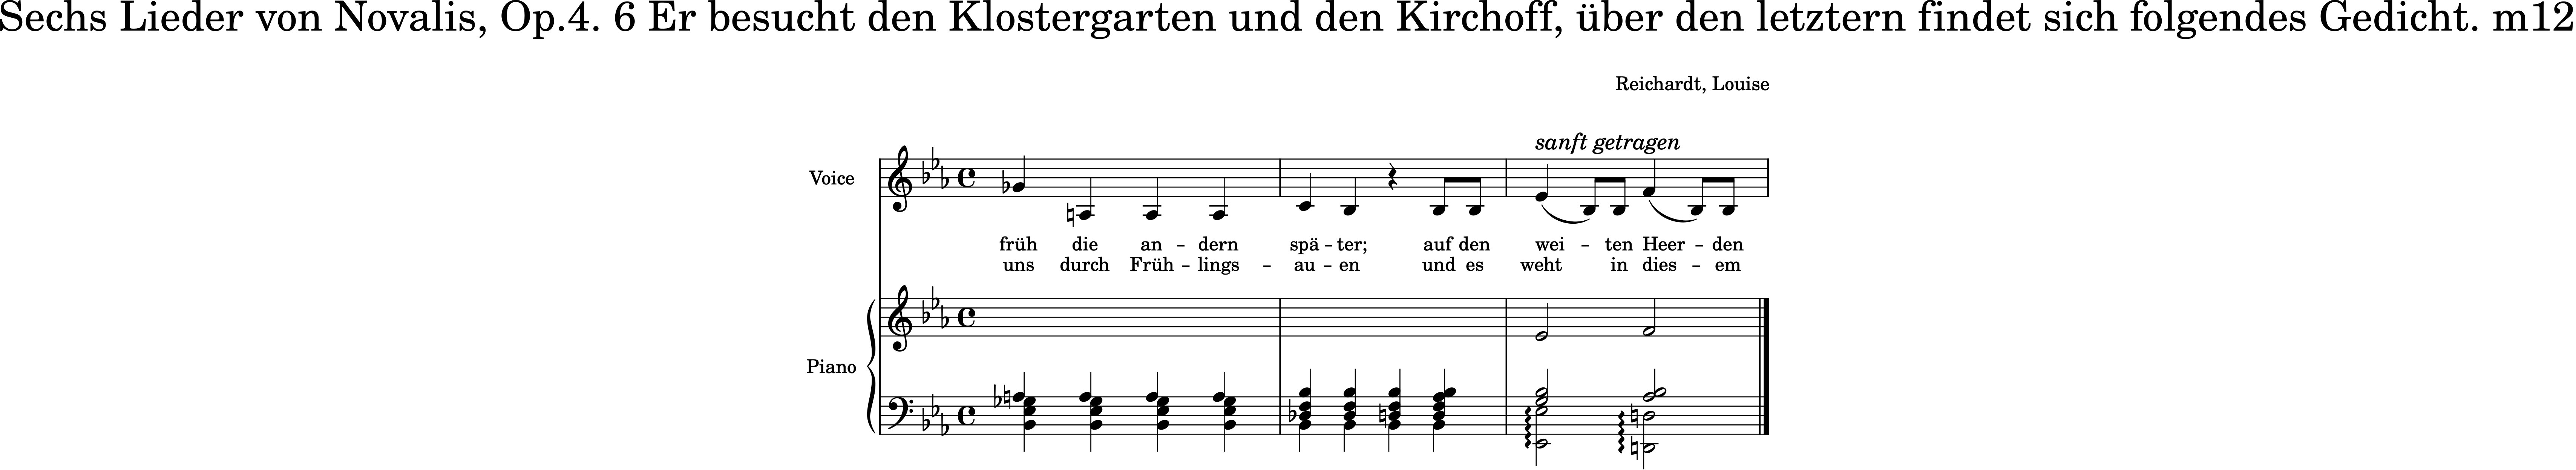 Sechs Lieder von Novalis, Op.4. 6 Er besucht den Klostergarten und den Kirchoff, über den letztern findet sich folgendes Gedicht. m12
Reichardt, Louise
sanft getragen
Voice
früh die an – dern spä – ter; auf den wei – ten Heer – den
uns durch Früh – lings – au – en und es weht in dies – em
Piano